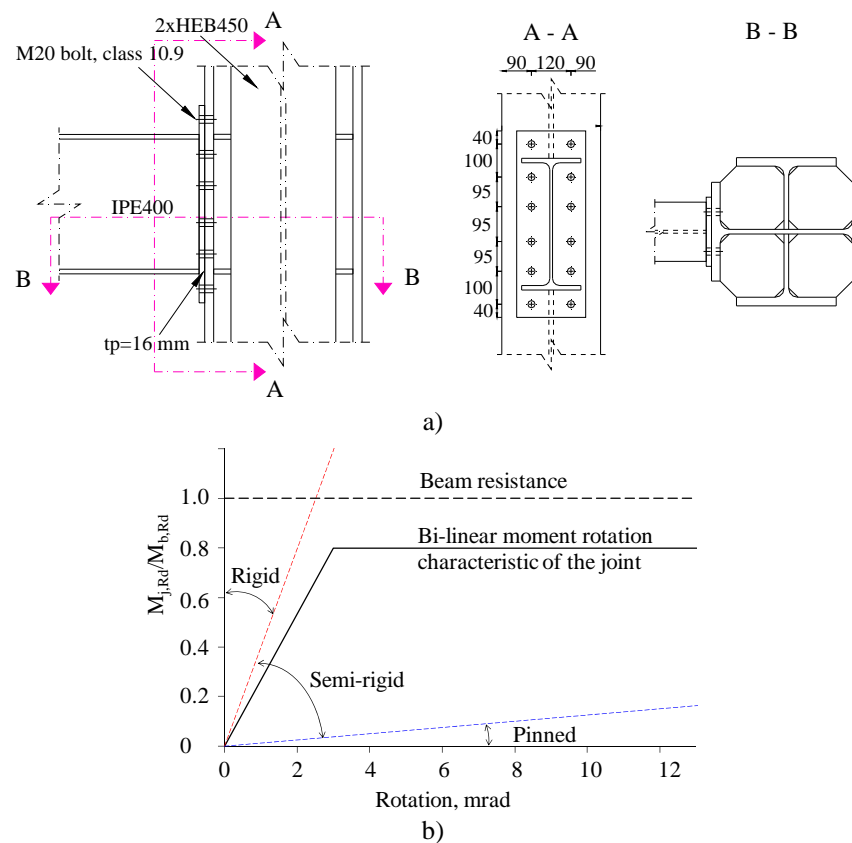 A
2xHEB450
M20 bolt, class 10.9
IPE400
B
B
tp=16 mm
A
A - A
90 120 90
40
100
95
95
95
100
40
B - B
a)
Mj,Rd/Mb,Rd
1.0
0.8
0.6
0.4
0.2
0
Beam resistance
Bi-linear moment rotation
characteristic of the joint
Rigid
Semi-rigid
Pinned
0 2 4 6 8 10 12
Rotation, mrad
b)